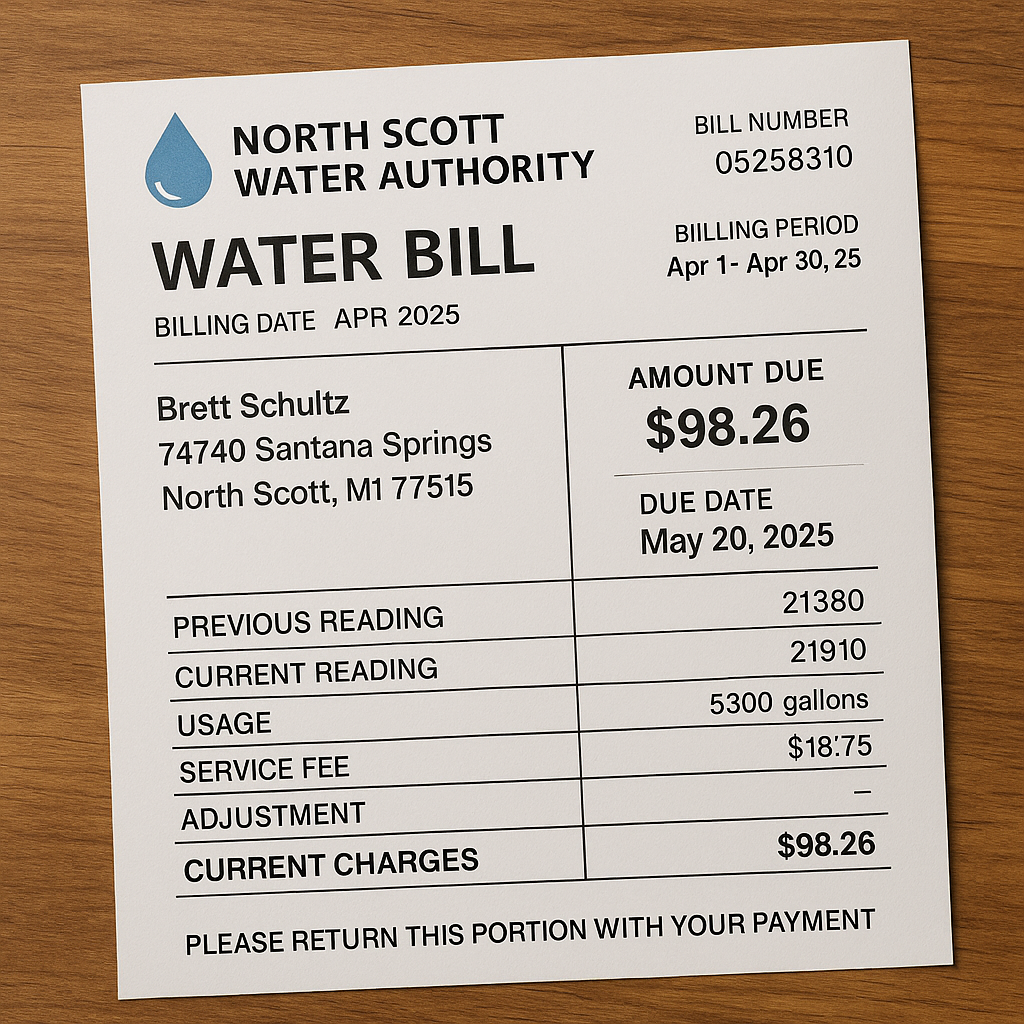 NORTH SCOTT
WATER AUTHORITY
BILL NUMBER
05258310
WATER BILL
BIILLING PERIOD
Apr 1- Apr 30, 25
BILLING DATE APR 2025
Brett Schultz
74740 Santana Springs
North Scott, M1 77515
AMOUNT DUE
$98.26
DUE DATE
May 20, 2025
PREVIOUS READING 21380
CURRENT READING 21910
USAGE 5300 gallons
SERVICE FEE $18.'75
ADJUSTMENT –
CURRENT CHARGES $98.26
PLEASE RETURN THIS PORTION WITH YOUR PAYMENT